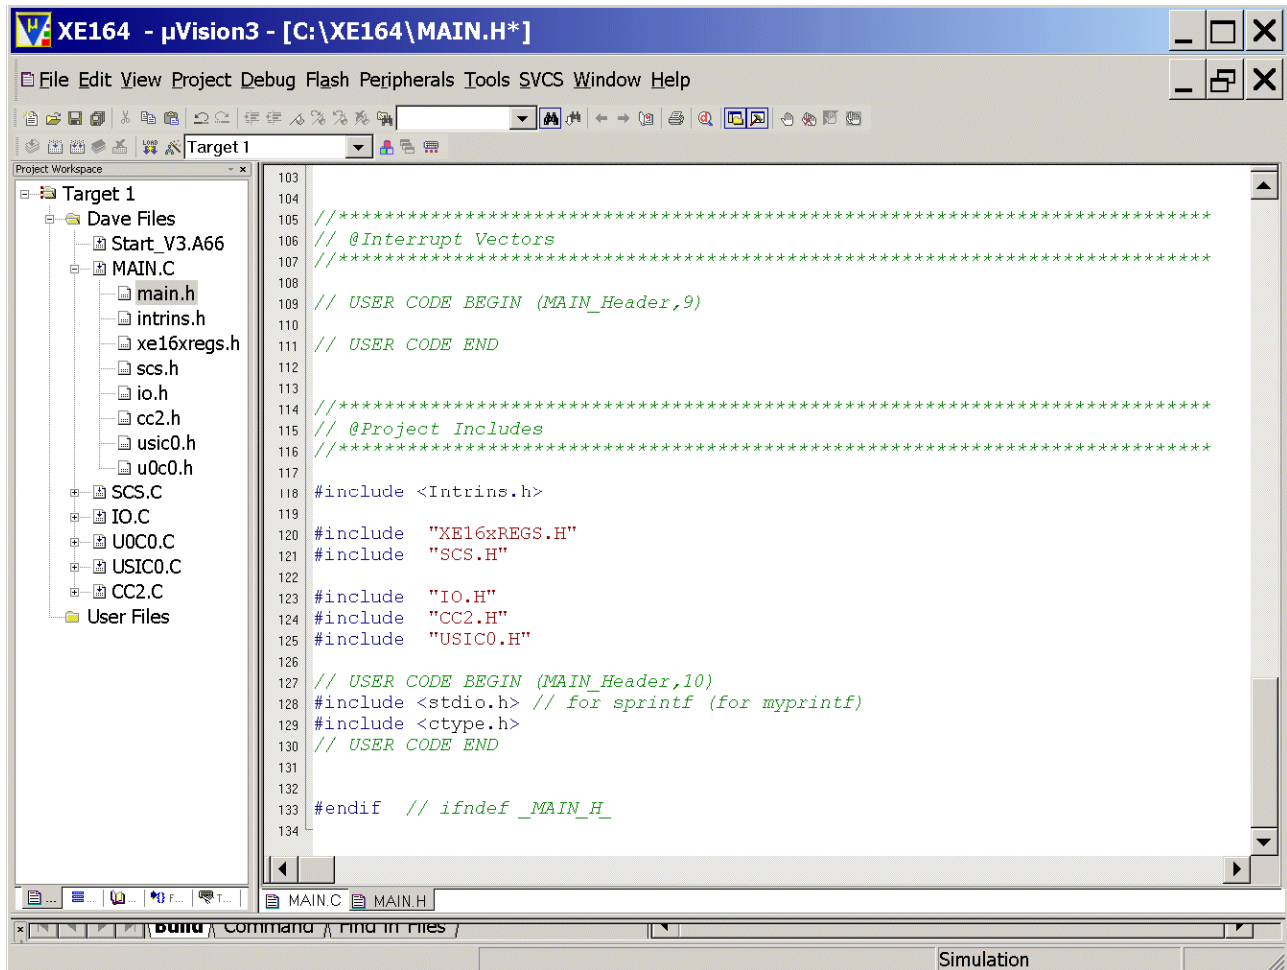 XE164 - µVision3 - [C:\XE164\MAIN.H*]
File Edit View Project Debug Flash Peripherals Tools SVCS Window Help
Target 1
Project Workspace
Target 1
Dave Files
Start_V3.A66
MAIN.C
main.h
intrins.h
xe16xregs.h
scs.h
io.h
cc2.h
usic0.h
u0c0.h
SCS.C
IO.C
U0C0.C
USIC0.C
CC2.C
User Files
103
104
105 //****************************************************************************
106 // @Interrupt Vectors
107 //****************************************************************************
108
109 // USER CODE BEGIN (MAIN_Header,9)
110
111 // USER CODE END
112
113
114 //****************************************************************************
115 // @Project Includes
116 //****************************************************************************
117
118 #include <Intrins.h>
119
120 #include  "XE16xREGS.H"
121 #include  "SCS.H"
122
123 #include  "IO.H"
124 #include  "CC2.H"
125 #include  "USIC0.H"
126
127 // USER CODE BEGIN (MAIN_Header,10)
128 #include <stdio.h> // for sprintf (for myprintf)
129 #include <ctype.h>
130 // USER CODE END
131
132
133 #endif  // ifndef _MAIN_H_
134
... ... ... F... T...
MAIN.C MAIN.H
Build Command Find in Files
Simulation